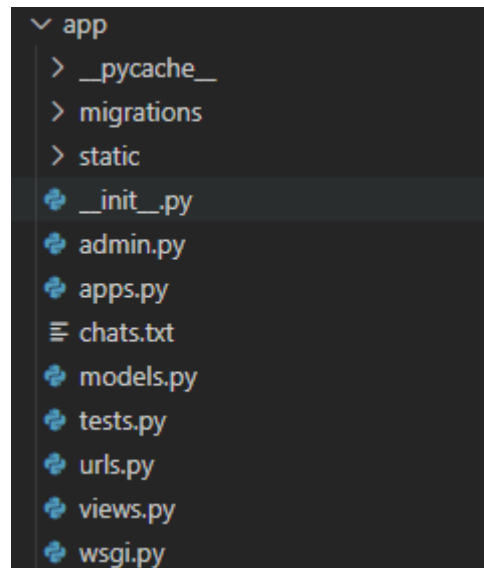 app
__pycache__
migrations
static
__init__.py
admin.py
apps.py
chats.txt
models.py
tests.py
urls.py
views.py
wsgi.py